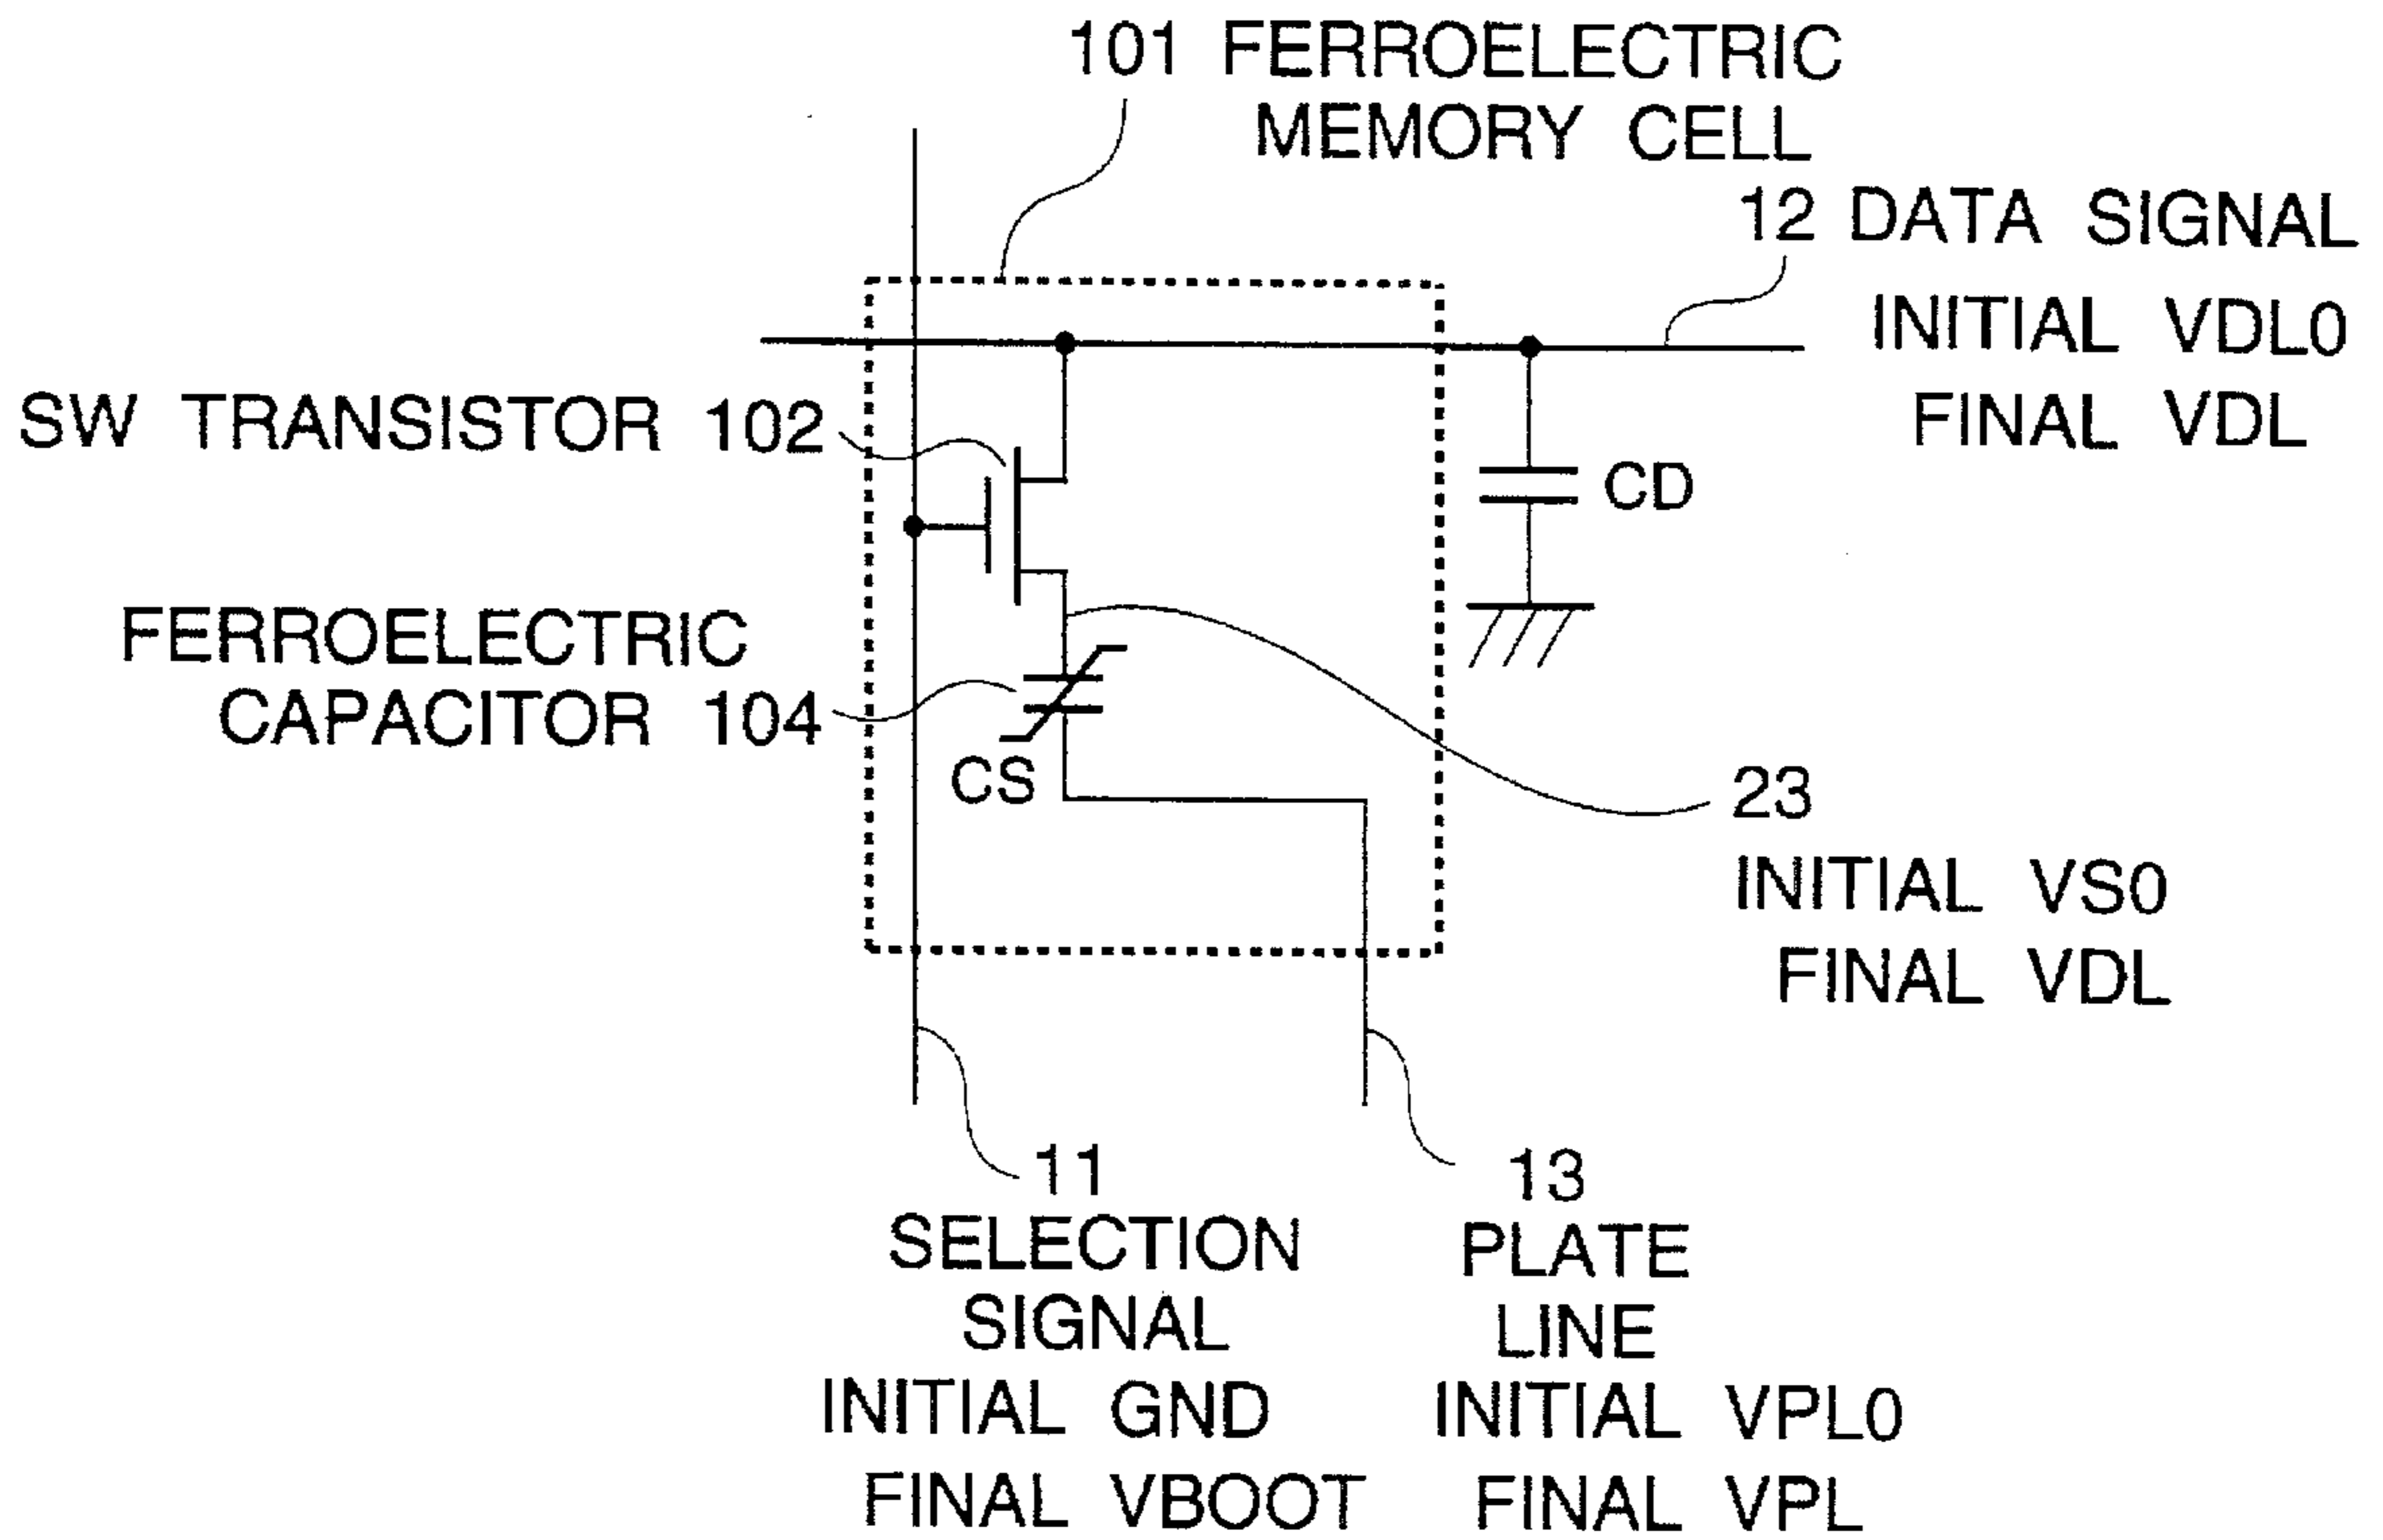 101 FERROELECTRIC
MEMORY CELL
12 DATA SIGNAL
INITIAL VDL0
FINAL VDL
SW TRANSISTOR 102
CD
FERROELECTRIC
CAPACITOR 104
CS
23
INITIAL VS0
FINAL VDL
11
SELECTION
SIGNAL
INITIAL GND
FINAL VBOOT
13
PLATE
LINE
INITIAL VPL0
FINAL VPL